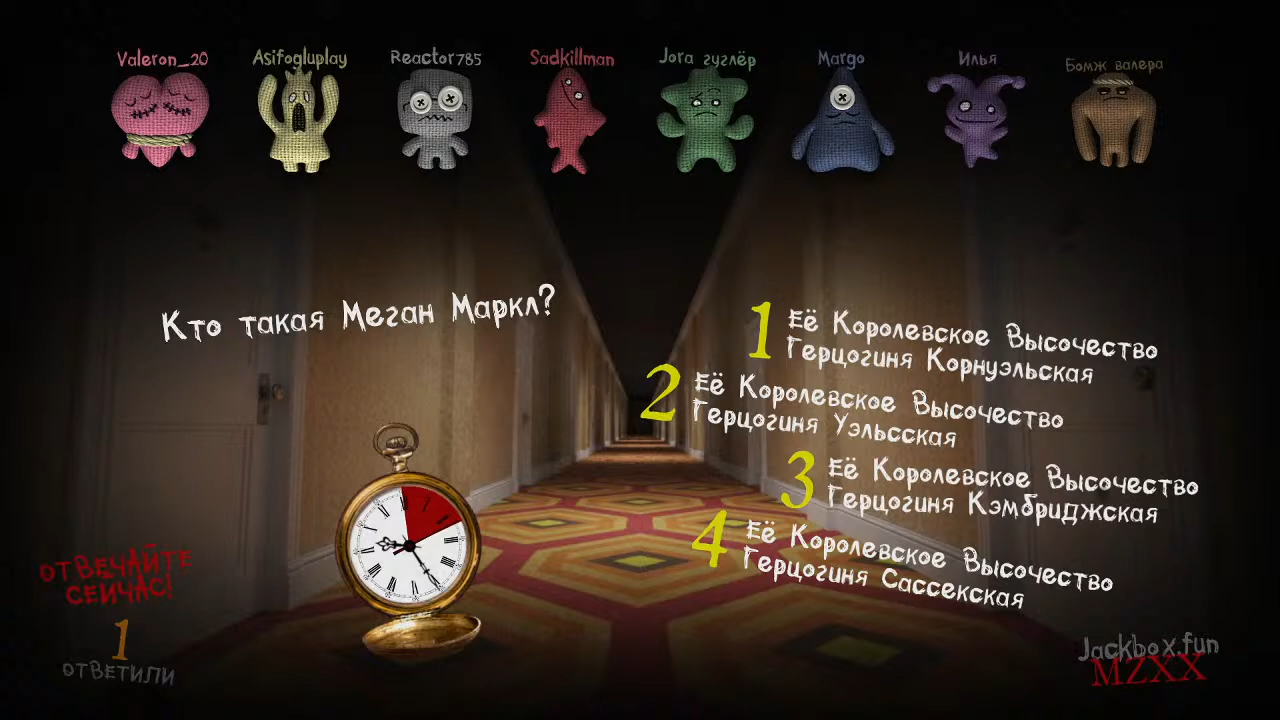 Valeron_20
Asifogluplay
Reactor785
Sadkillman
Jora гуглёр
Margo
Илья
Бомж валера
Кто такая Меган Маркл?
1 Её Королевское Высочество
Герцогиня Корнуэльская
2 Её Королевское Высочество
Герцогиня Уэльсская
3 Её Королевское Высочество
Герцогиня Кэмбриджская
4 Её Королевское Высочество
Герцогиня Сассекская
ОТВЕЧАЙТЕ
СЕЙЧАС!
1
ОТВЕТИЛИ
Jackbox.fun
MZXX